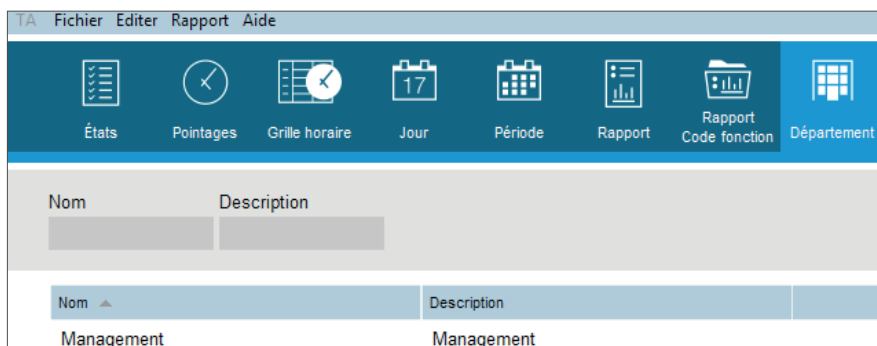 TA Fichier Editer Rapport Aide
17
Rapport
États Pointages Grille horaire Jour Période Rapport Code fonction Département
Nom Description
Nom Description
Management Management